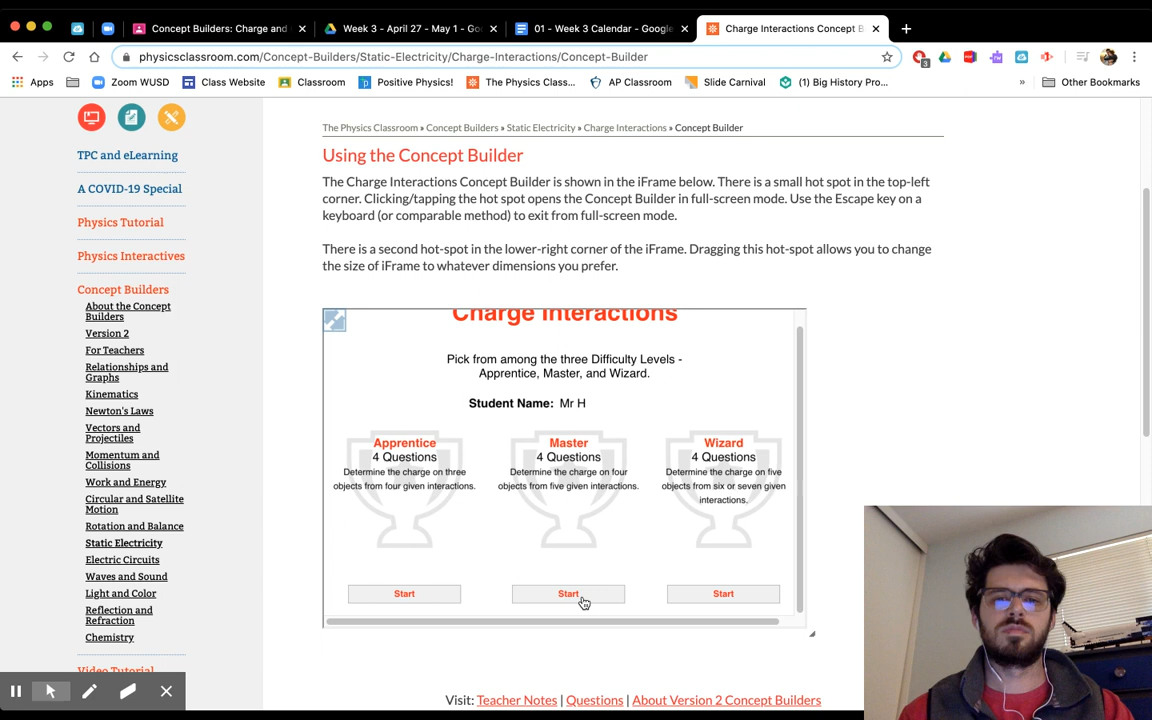 Concept Builders: Charge and
Week 3 - April 27 - May 1 - Go
01 - Week 3 Calendar - Google
Charge Interactions Concept B
physicsclassroom.com/Concept-Builders/Static-Electricity/Charge-Interactions/Concept-Builder
3
Apps
Zoom WUSD
Class Website
Classroom
Positive Physics!
The Physics Classr...
AP Classroom
Slide Carnival
(1) Big History Pro...
»
Other Bookmarks
TPC and eLearning
A COVID-19 Special
Physics Tutorial
Physics Interactives
Concept Builders
About the Concept
Builders
Version 2
For Teachers
Relationships and
Graphs
Kinematics
Newton's Laws
Vectors and
Projectiles
Momentum and
Collisions
Work and Energy
Circular and Satellite
Motion
Rotation and Balance
Static Electricity
Electric Circuits
Waves and Sound
Light and Color
Reflection and
Refraction
Chemistry
Video Tutorial
The Physics Classroom » Concept Builders » Static Electricity » Charge Interactions » Concept Builder
Using the Concept Builder
The Charge Interactions Concept Builder is shown in the iFrame below. There is a small hot spot in the top-left
corner. Clicking/tapping the hot spot opens the Concept Builder in full-screen mode. Use the Escape key on a
keyboard (or comparable method) to exit from full-screen mode.
There is a second hot-spot in the lower-right corner of the iFrame. Dragging this hot-spot allows you to change
the size of iFrame to whatever dimensions you prefer.
Charge Interactions
Pick from among the three Difficulty Levels -
Apprentice, Master, and Wizard.
Student Name: Mr H
Apprentice
4 Questions
Determine the charge on three
objects from four given interactions.
Start
Master
4 Questions
Determine the charge on four
objects from five given interactions.
Start
Wizard
4 Questions
Determine the charge on five
objects from six or seven given
interactions.
Start
Visit: Teacher Notes | Questions | About Version 2 Concept Builders